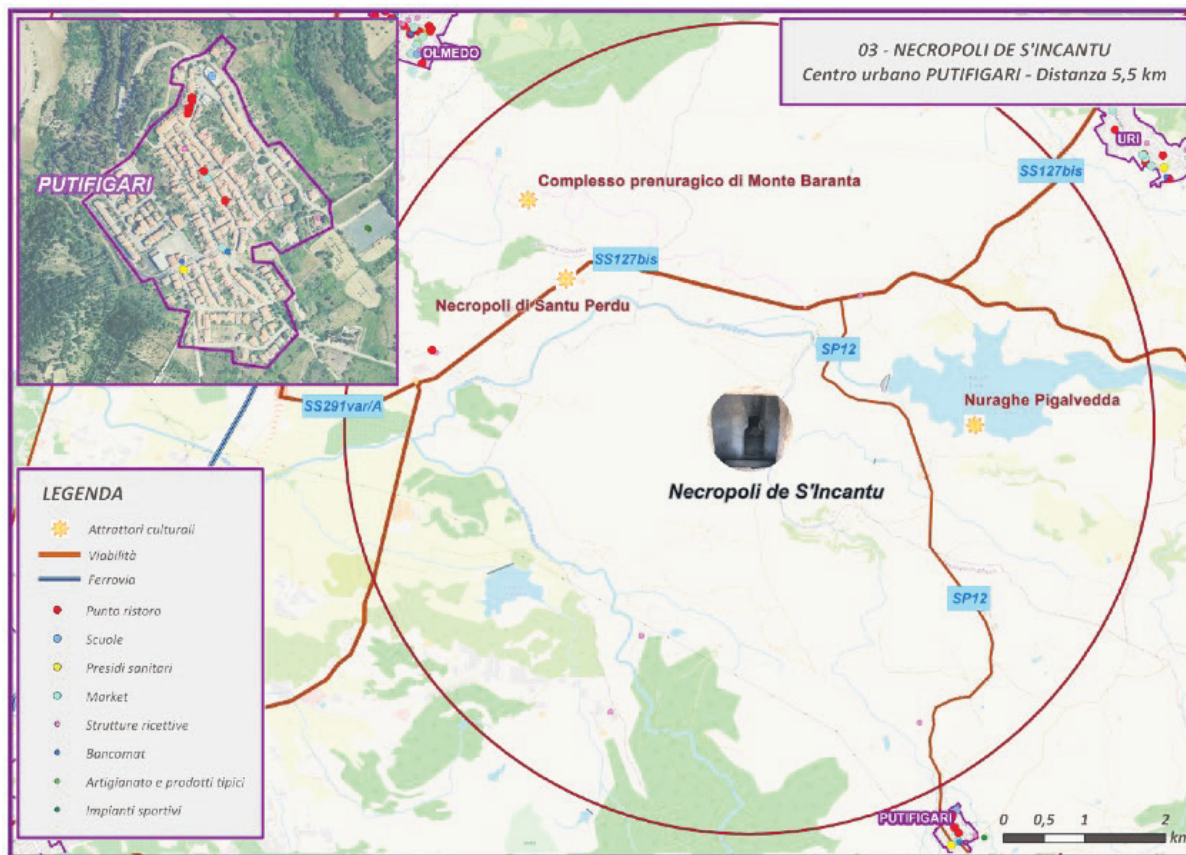 03 - NECROPOLI DE S'INCANTU
Centro urbano PUTIFIGARI - Distanza 5,5 km
OLMEDO
URI
PUTIFIGARI
SS127bis
Complesso prenuragico di Monte Baranta
SS127bis
Necropoli di Santu Perdu
SP12
SS291var/A
Nuraghe Pigalvedda
Necropoli de S'Incantu
SP12
LEGENDA
Attrattori culturali
Viabilità
Ferrovia
Punto ristoro
Scuole
Presidi sanitari
Market
Strutture ricettive
Bancomat
Artigianato e prodotti tipici
Impianti sportivi
PUTIFIGARI
0 0,5 1 2
km